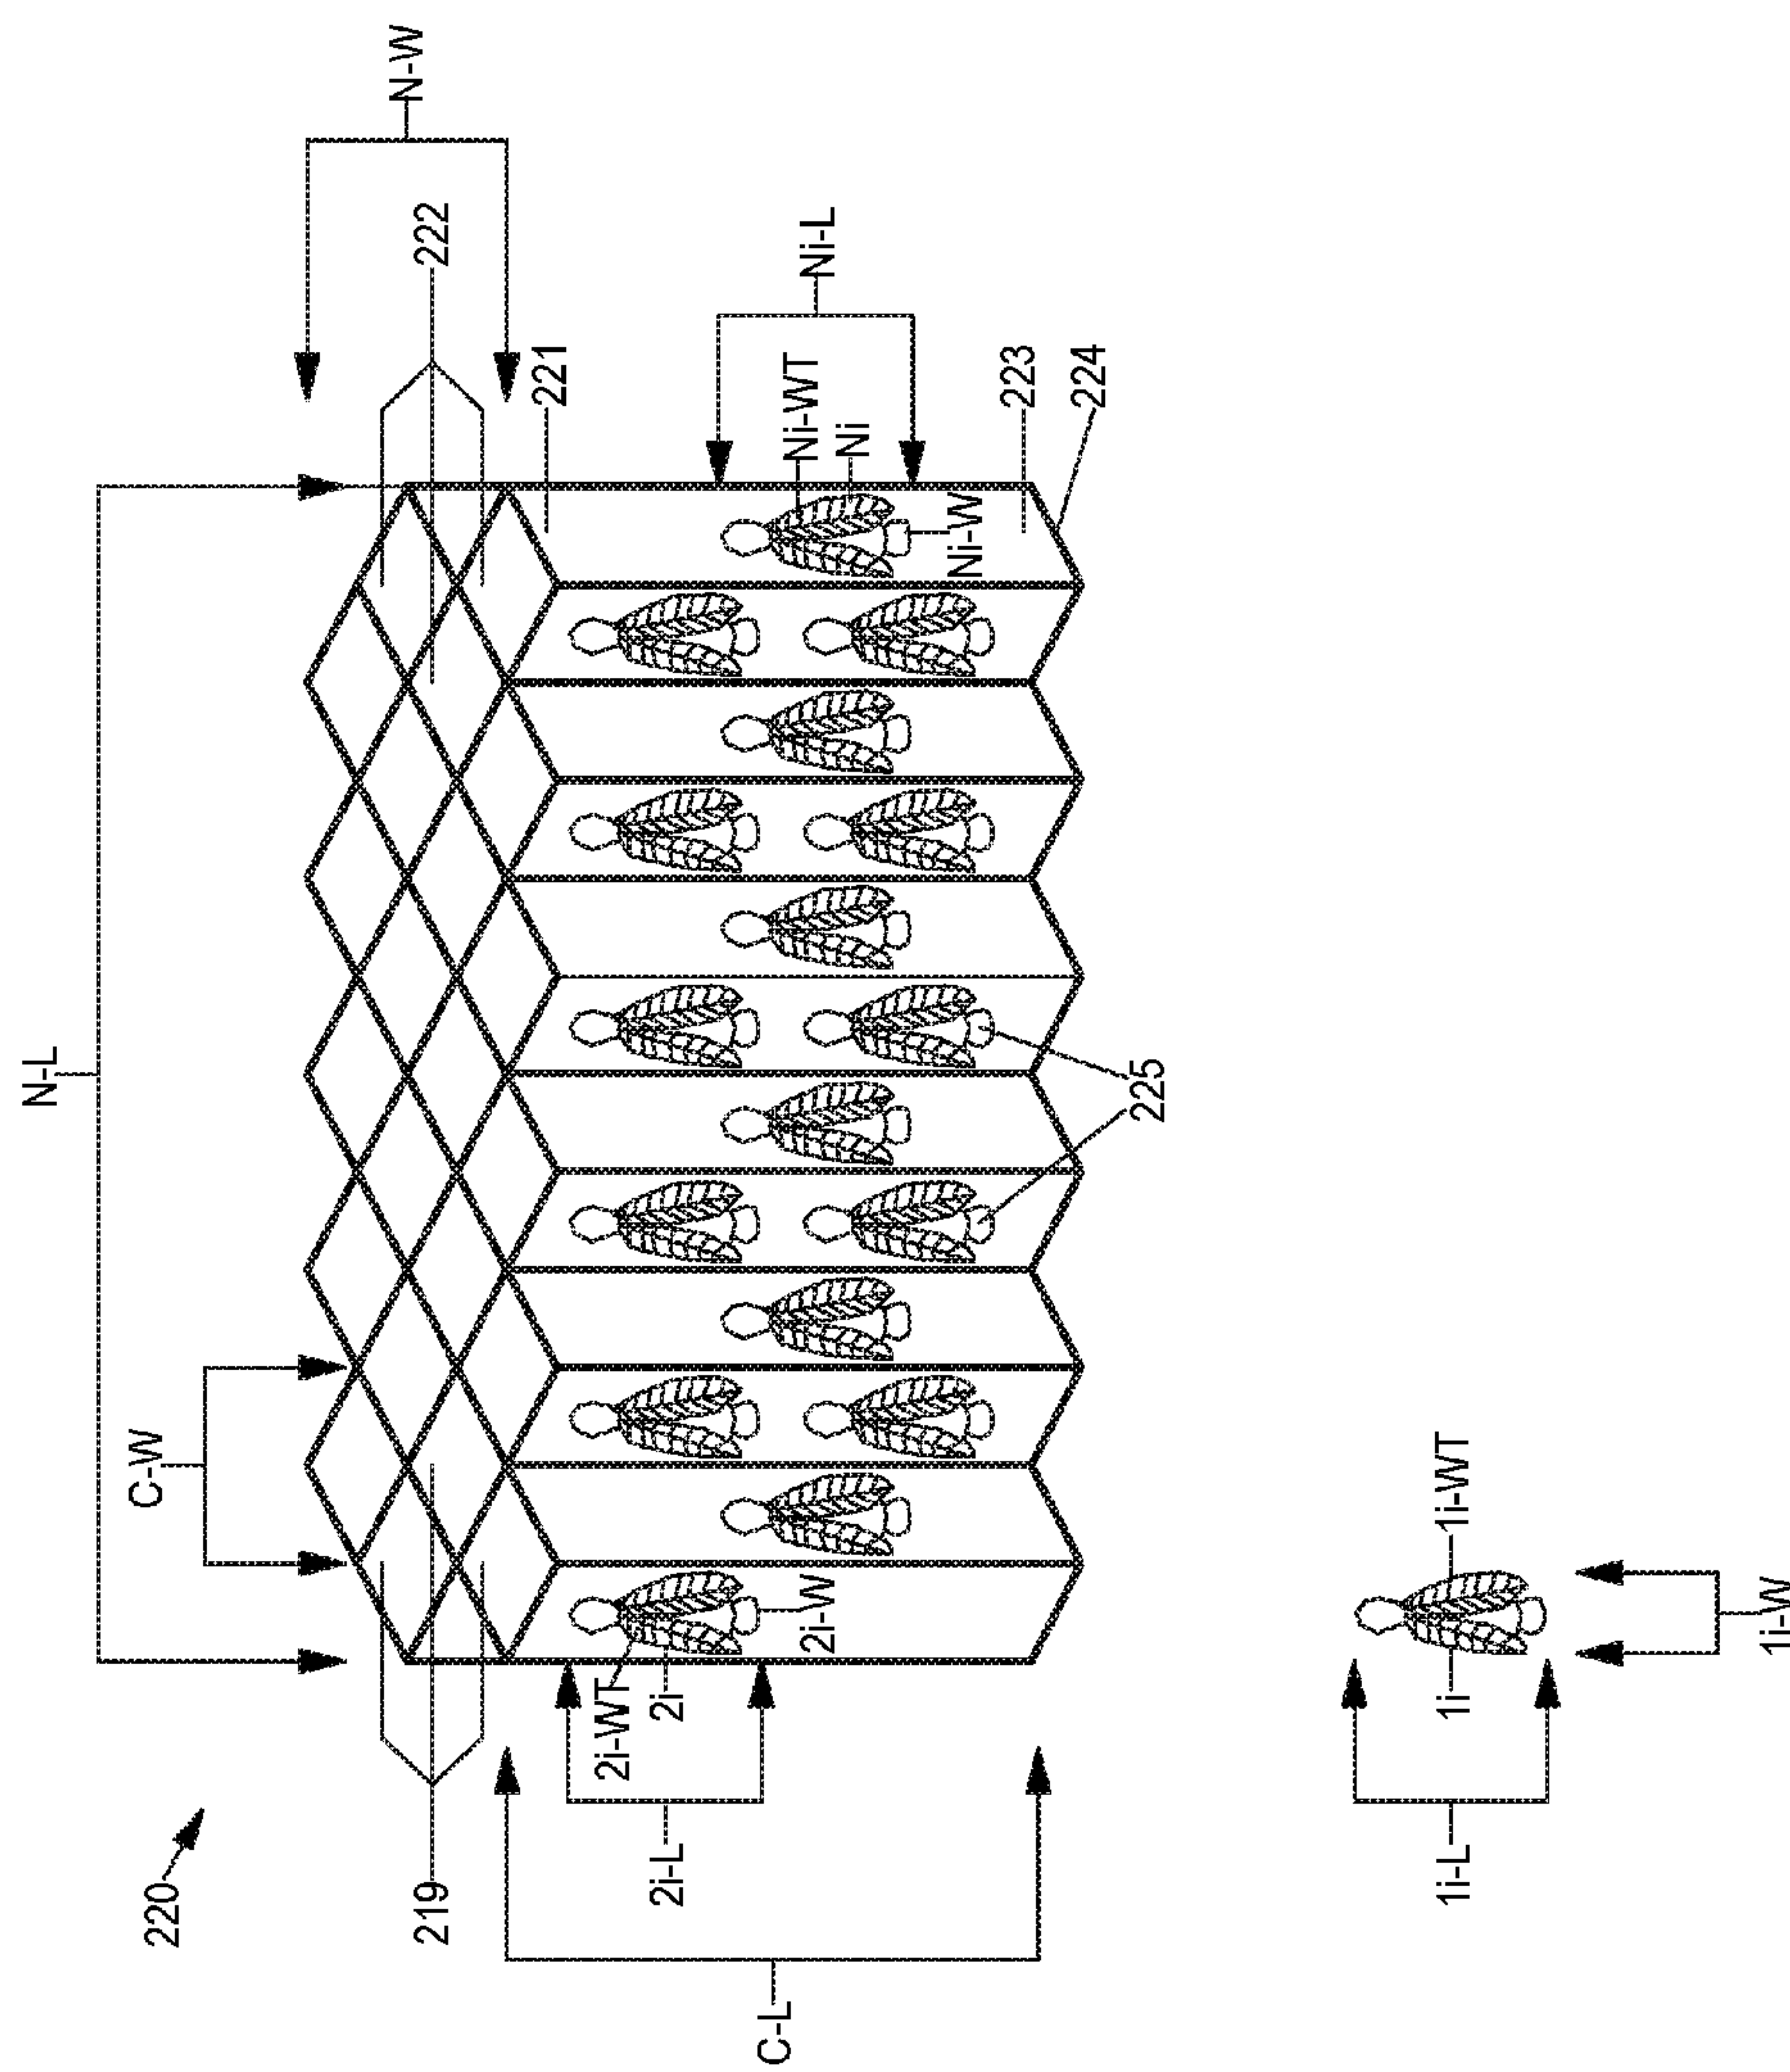 N-L
N-W
C-W
222
221
Ni-L
Ni-WT
Ni
Ni-W
223
224
225
220
219
2i-WT
2i
2i-W
2i-L
C-L
1i-WT
1i
1i-L
1i-W